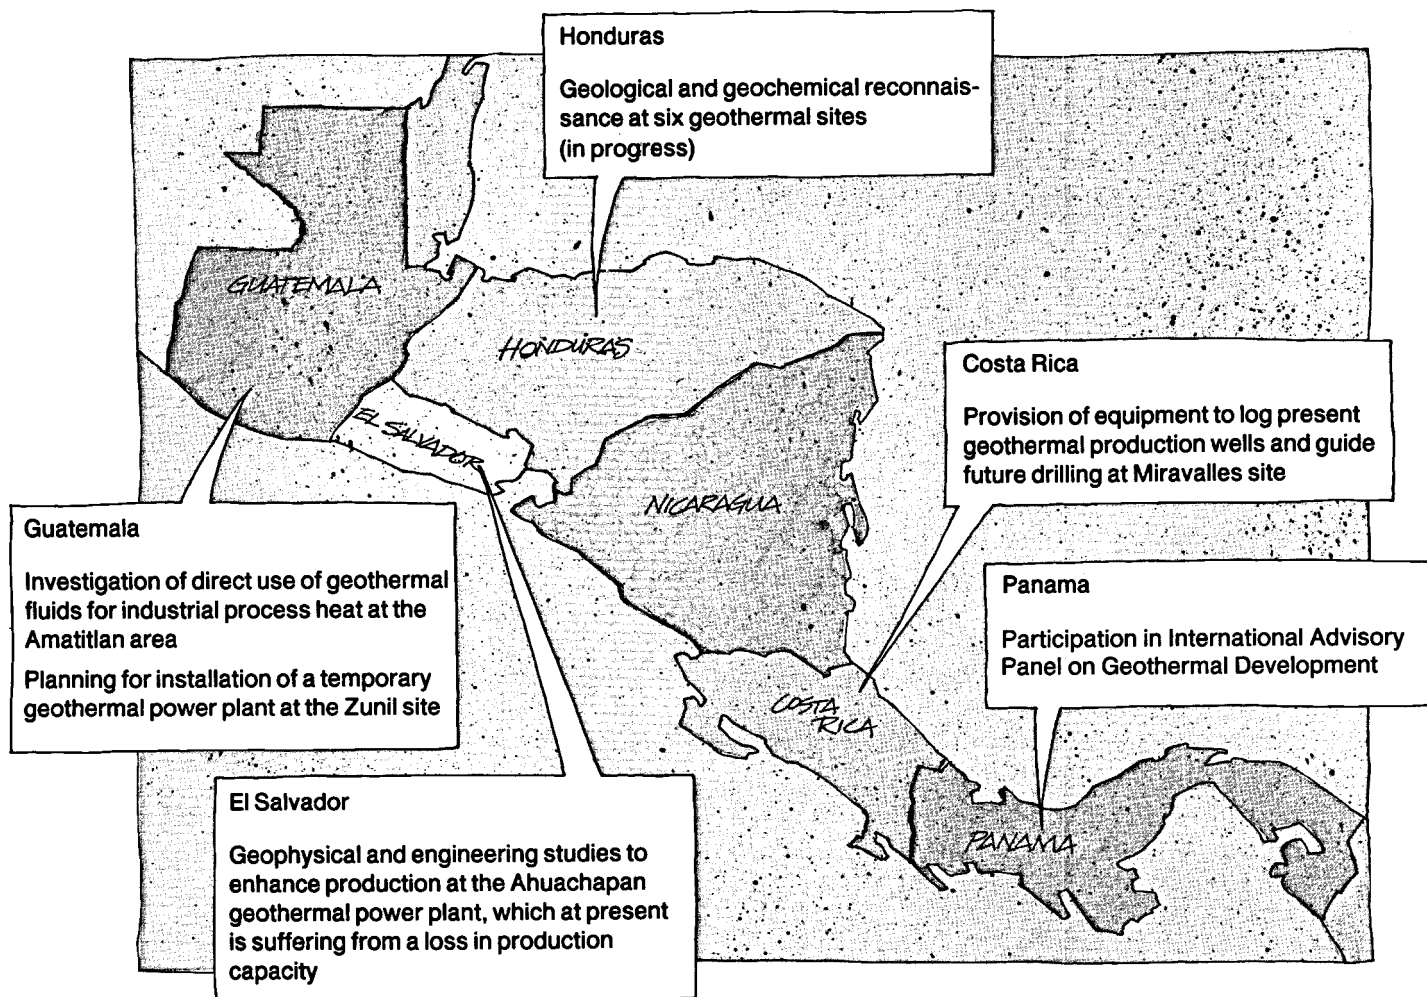 Honduras
Geological and geochemical reconnais-
sance at six geothermal sites
(in progress)
GUATEMALA
HONDURAS
EL SALVADOR
NICARAGUA
COSTA
RICA
PANAMA
Costa Rica
Provision of equipment to log present
geothermal production wells and guide
future drilling at Miravalles site
Guatemala
Investigation of direct use of geothermal
fluids for industrial process heat at the
Amatitlan area
Planning for installation of a temporary
geothermal power plant at the Zunil site
Panama
Participation in International Advisory
Panel on Geothermal Development
El Salvador
Geophysical and engineering studies to
enhance production at the Ahuachapan
geothermal power plant, which at present
is suffering from a loss in production
capacity